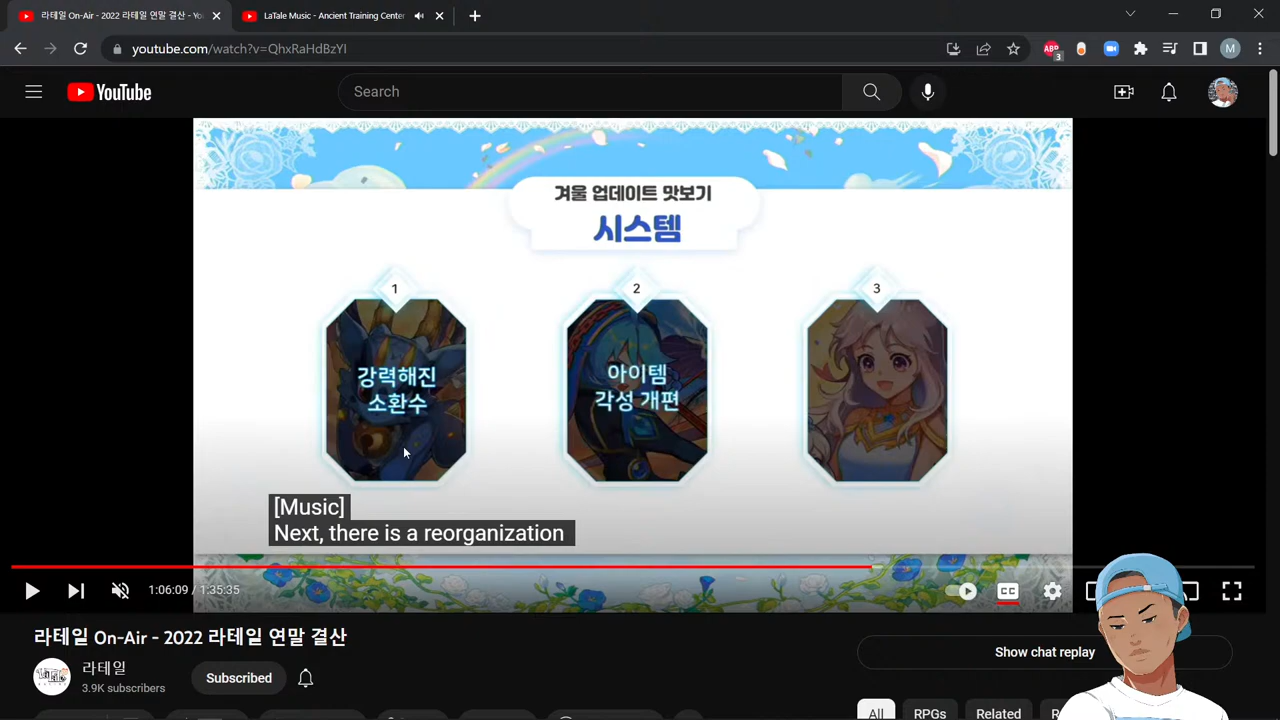 라테일 On-Air - 2022 라테일 연말 결산 - Yo
LaTale Music - Ancient Training Center
youtube.com/watch?v=QhxRaHdBzYI
ABP
3
M
YouTube
Search
겨울 업데이트 맛보기
시스템
1
2
3
강력해진
소환수
아이템
각성 개편
[Music]
Next, there is a reorganization
1:06:09 / 1:35:35
CC
라테일 On-Air - 2022 라테일 연말 결산
라테일
3.9K subscribers
Subscribed
Show chat replay
All
RPGs
Related